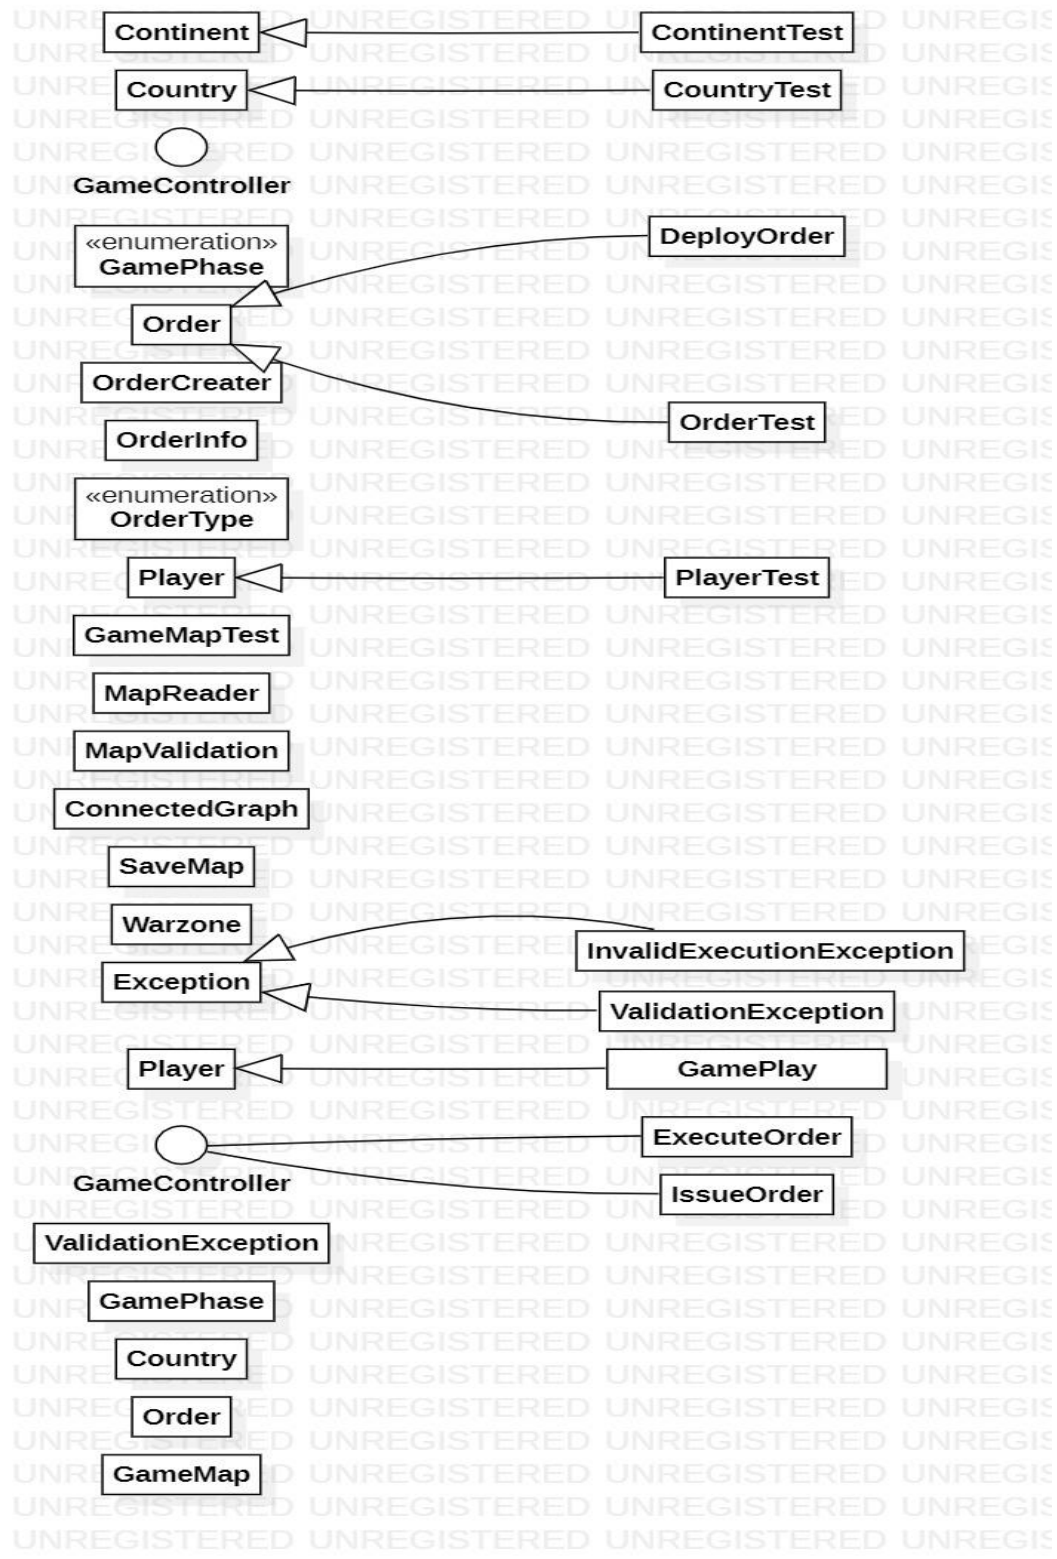 Continent ContinentTest
Country CountryTest
GameController
«enumeration» DeployOrder
GamePhase
Order
OrderCreater
OrderTest
OrderInfo
«enumeration»
OrderType
Player PlayerTest
GameMapTest
MapReader
MapValidation
ConnectedGraph
SaveMap
Warzone
InvalidExecutionException
Exception
ValidationException
Player GamePlay
ExecuteOrder
GameController
IssueOrder
ValidationException
GamePhase
Country
Order
GameMap
UNREGISTERED